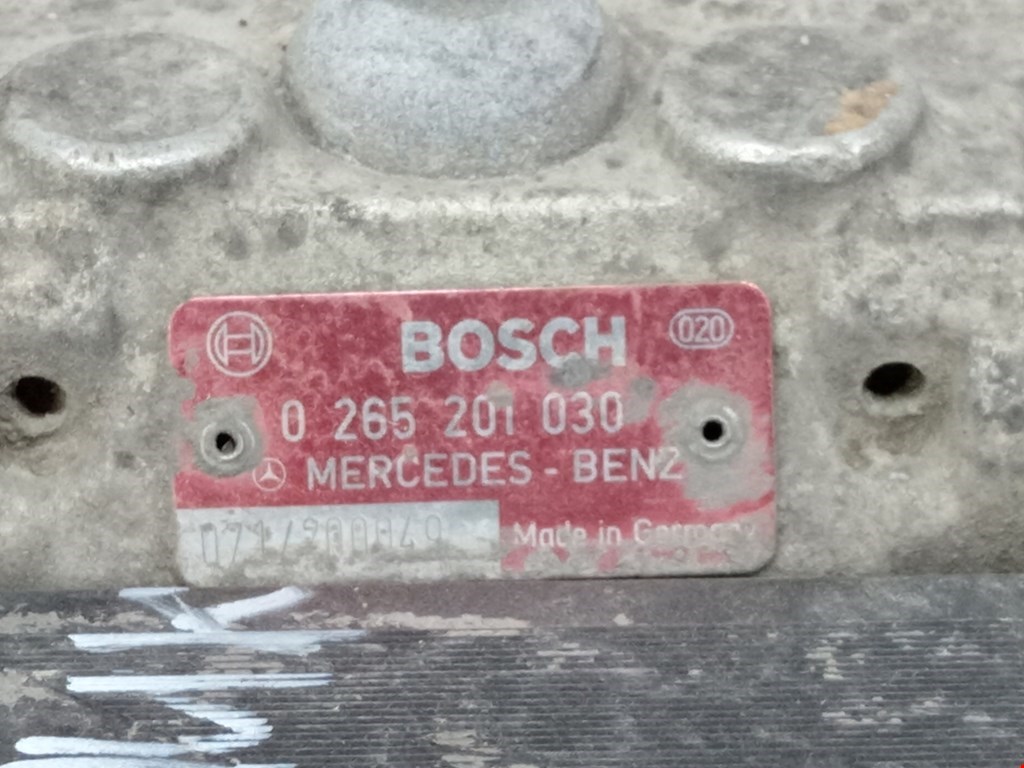 BOSCH 020
0 265 201 030
MERCEDES - BENZ
Made in Germany